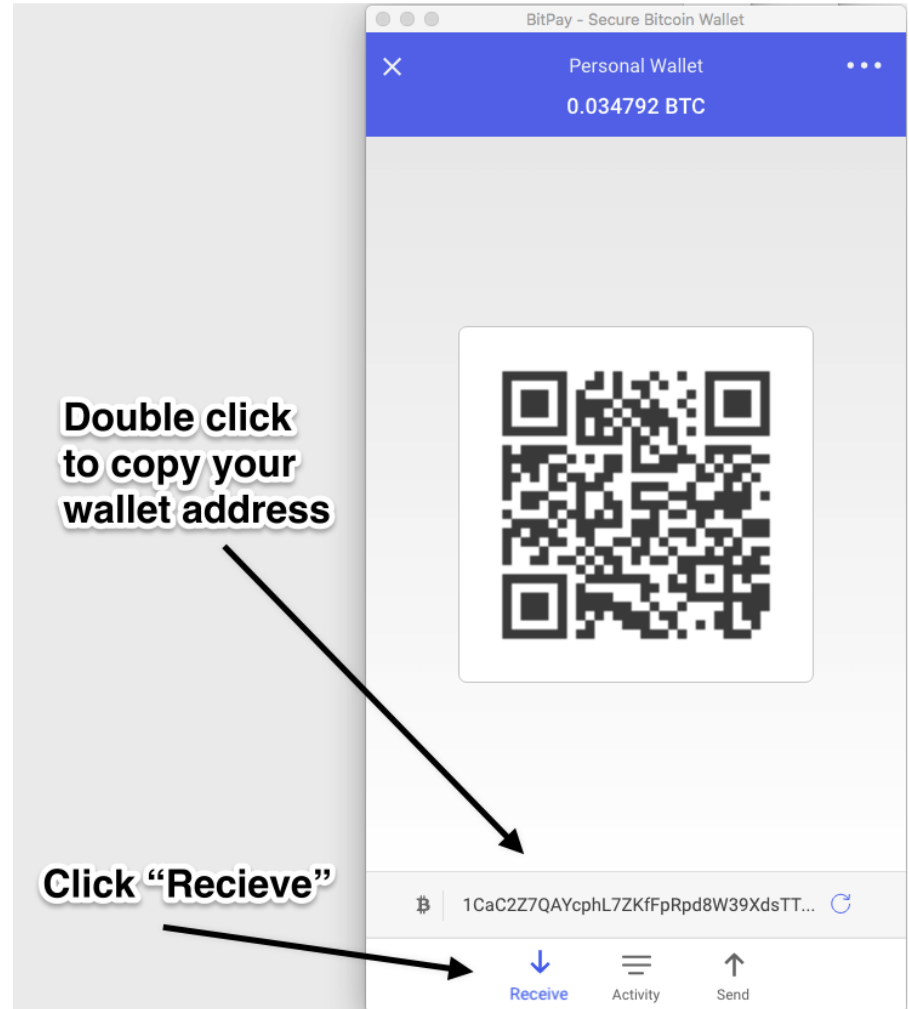 BitPay - Secure Bitcoin Wallet
Personal Wallet
0.034792 BTC
Double click
to copy your
wallet address
Click “Recieve”
1CaC2Z7QAYcphL7ZKfFpRpd8W39XdsTT...
Receive Activity Send